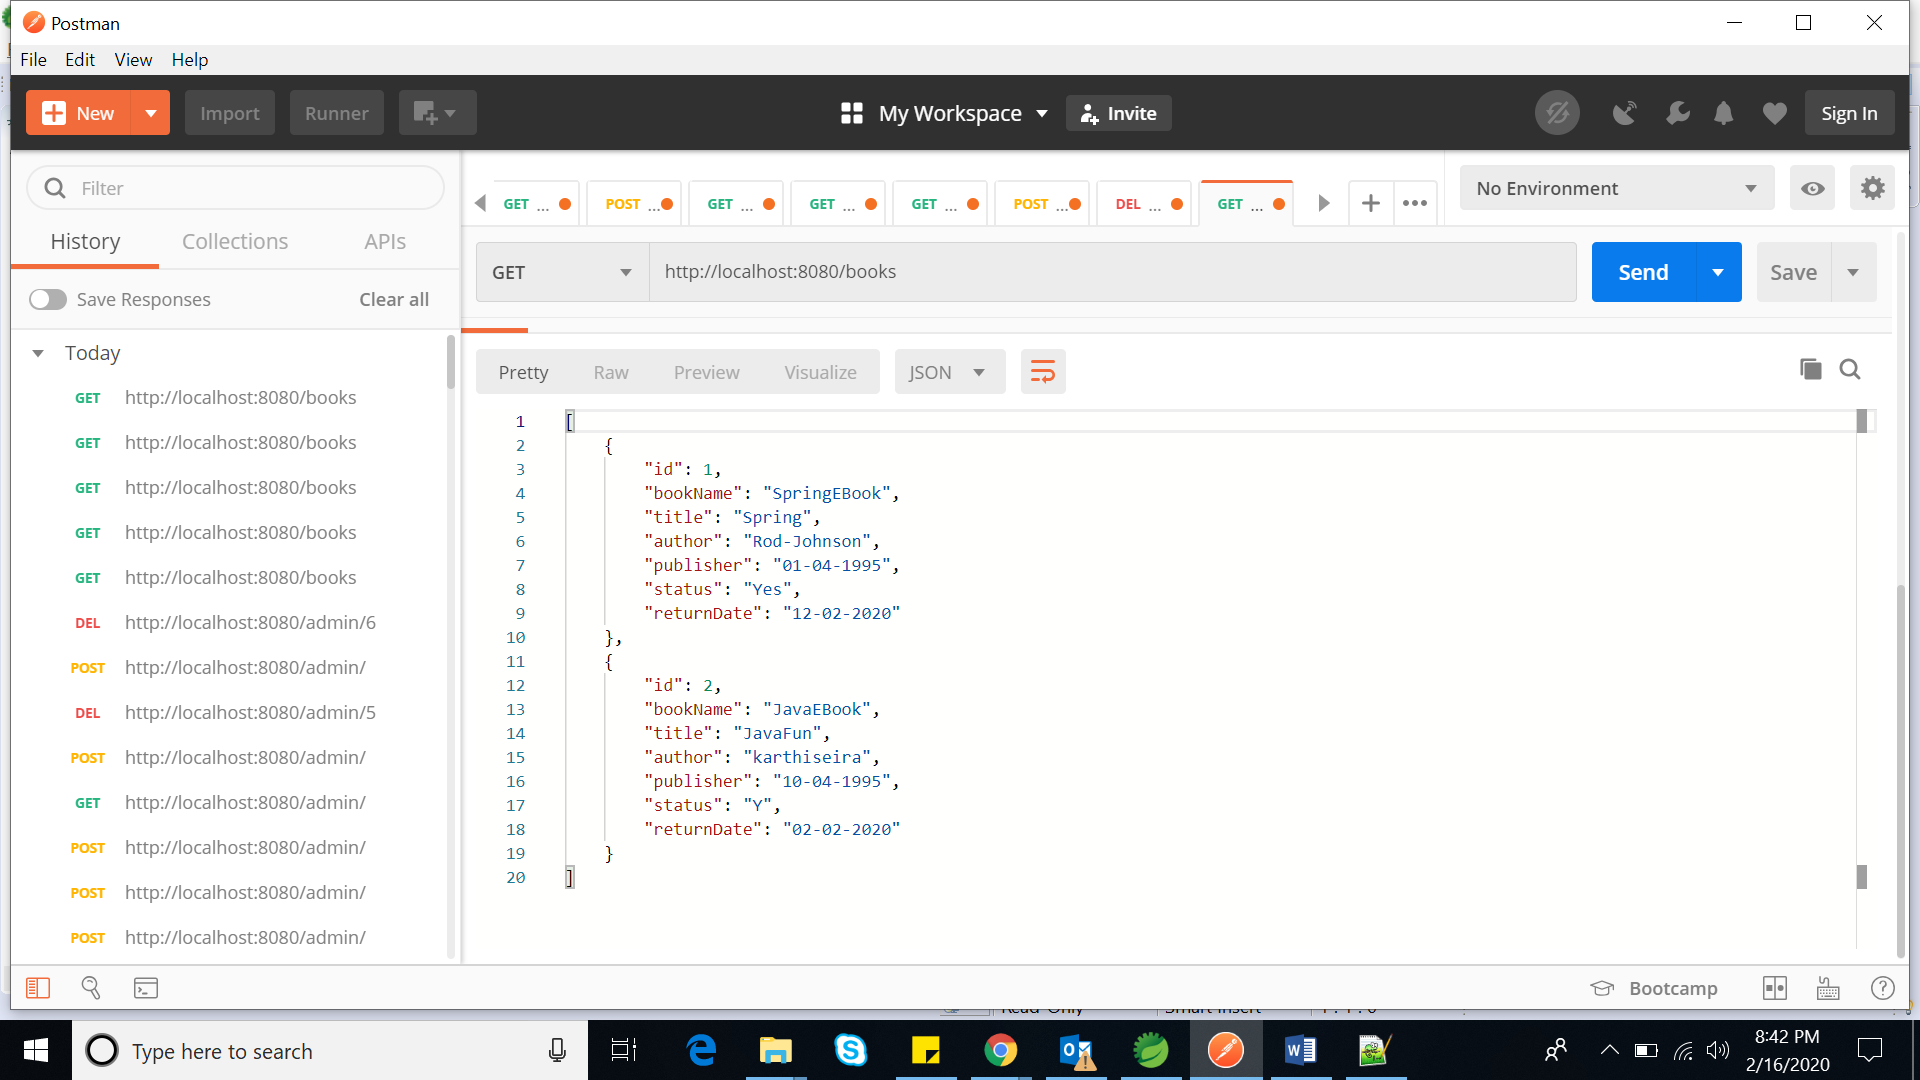 Postman
File Edit View Help
New Import Runner My Workspace Invite Sign In
Filter
History Collections APIs
Save Responses Clear all
Today
GET http://localhost:8080/books
GET http://localhost:8080/books
GET http://localhost:8080/books
GET http://localhost:8080/books
GET http://localhost:8080/books
DEL http://localhost:8080/admin/6
POST http://localhost:8080/admin/
DEL http://localhost:8080/admin/5
POST http://localhost:8080/admin/
GET http://localhost:8080/admin/
POST http://localhost:8080/admin/
POST http://localhost:8080/admin/
POST http://localhost:8080/admin/
GET ... POST ... GET ... GET ... GET ... POST ... DEL ... GET ...
No Environment
GET http://localhost:8080/books Send Save
Pretty Raw Preview Visualize JSON
1 [
2 {
3 "id": 1,
4 "bookName": "SpringEBook",
5 "title": "Spring",
6 "author": "Rod-Johnson",
7 "publisher": "01-04-1995",
8 "status": "Yes",
9 "returnDate": "12-02-2020"
10 },
11 {
12 "id": 2,
13 "bookName": "JavaEBook",
14 "title": "JavaFun",
15 "author": "karthiseira",
16 "publisher": "10-04-1995",
17 "status": "Y",
18 "returnDate": "02-02-2020"
19 }
20 ]
Bootcamp
Type here to search
8:42 PM
2/16/2020